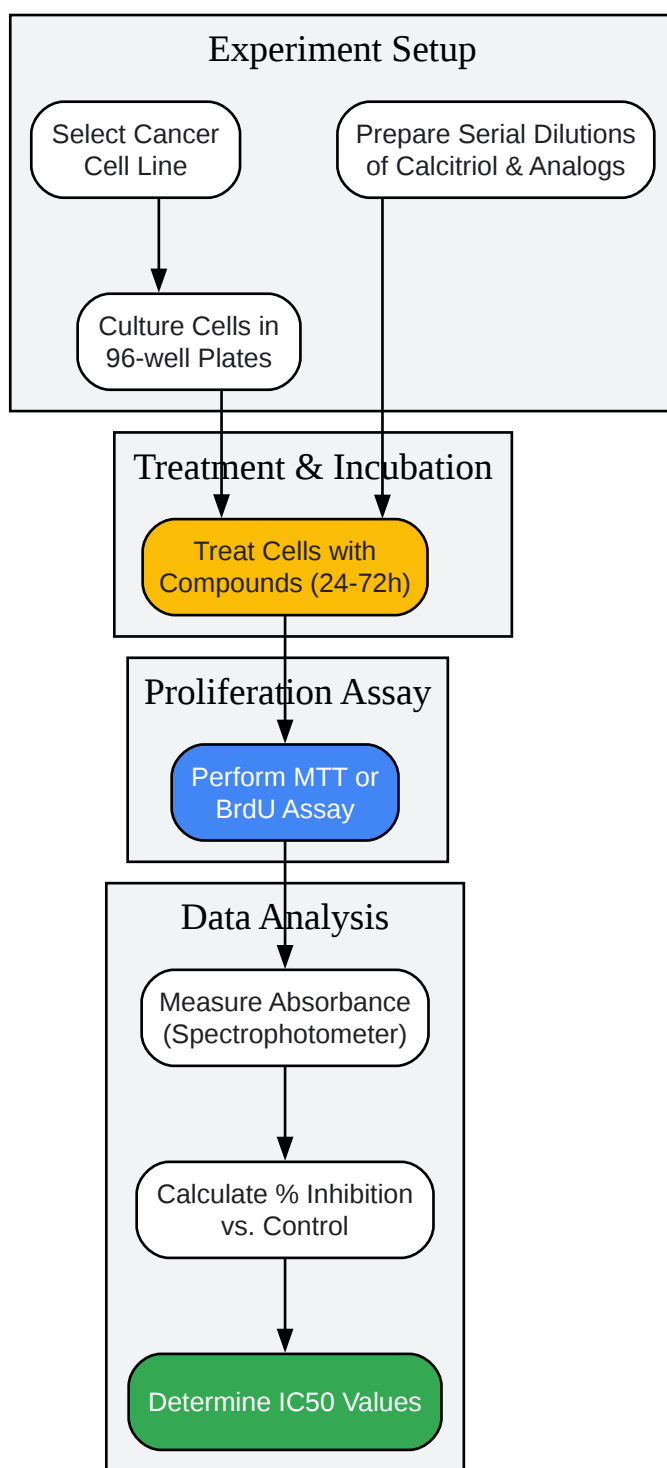 Experiment Setup
Select Cancer
Cell Line
Prepare Serial Dilutions
of Calcitriol & Analogs
Culture Cells in
96-well Plates
Treatment & Incubation
Treat Cells with
Compounds (24-72h)
Proliferation Assay
Perform MTT or
BrdU Assay
Data Analysis
Measure Absorbance
(Spectrophotometer)
Calculate % Inhibition
vs. Control
Determine IC50 Values